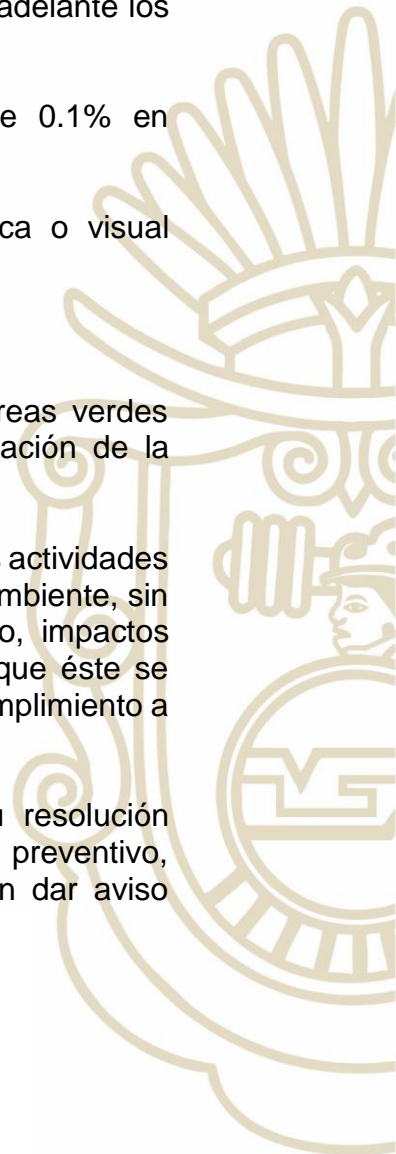 adelante los
e 0.1% en
ca o visual
reas verdes
ación de la
actividades
mbiente, sin
o, impactos
que éste se
mplimiento a
resolución
preventivo,
n dar aviso